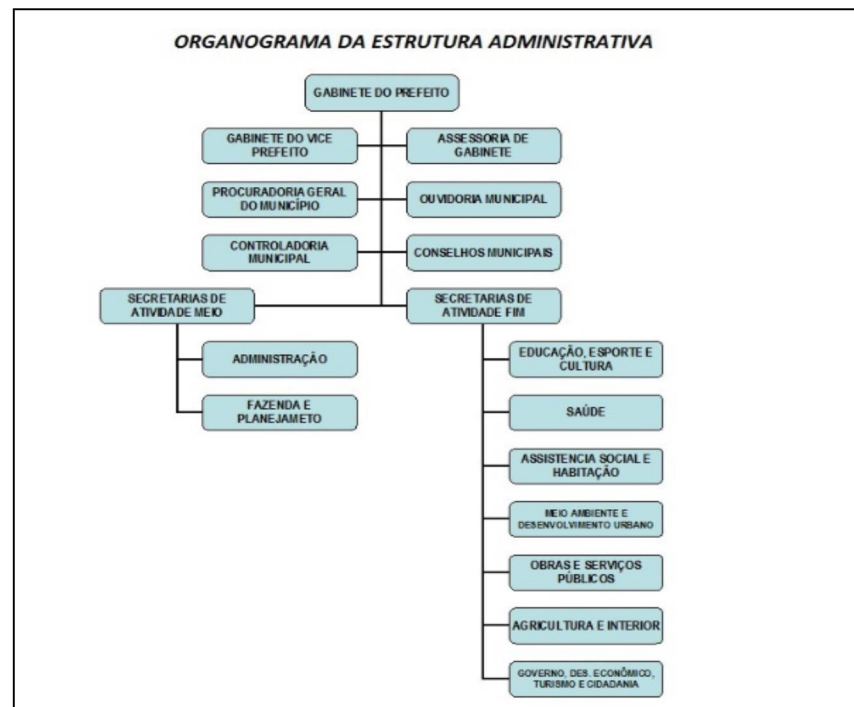 ORGANOGRAMA DA ESTRUTURA ADMINISTRATIVA
GABINETE DO PREFEITO
GABINETE DO VICE
PREFEITO
ASSESSORIA DE
GABINETE
PROCURADORIA GERAL
DO MUNICÍPIO
OUVIDORIA MUNICIPAL
CONTROLADORIA
MUNICIPAL
CONSELHOS MUNICIPAIS
SECRETARIAS DE
ATIVIDADE MEIO
SECRETARIAS DE
ATIVIDADE FIM
ADMINISTRAÇÃO
FAZENDA E
PLANEJAMETO
EDUCAÇÃO, ESPORTE E
CULTURA
SAÚDE
ASSISTENCIA SOCIAL E
HABITAÇÃO
MEIO AMBIENTE E
DESENVOLVIMENTO URBANO
OBRAS E SERVIÇOS
PÚBLICOS
AGRICULTURA E INTERIOR
GOVERNO, DES. ECONÔMICO,
TURISMO E CIDADANIA